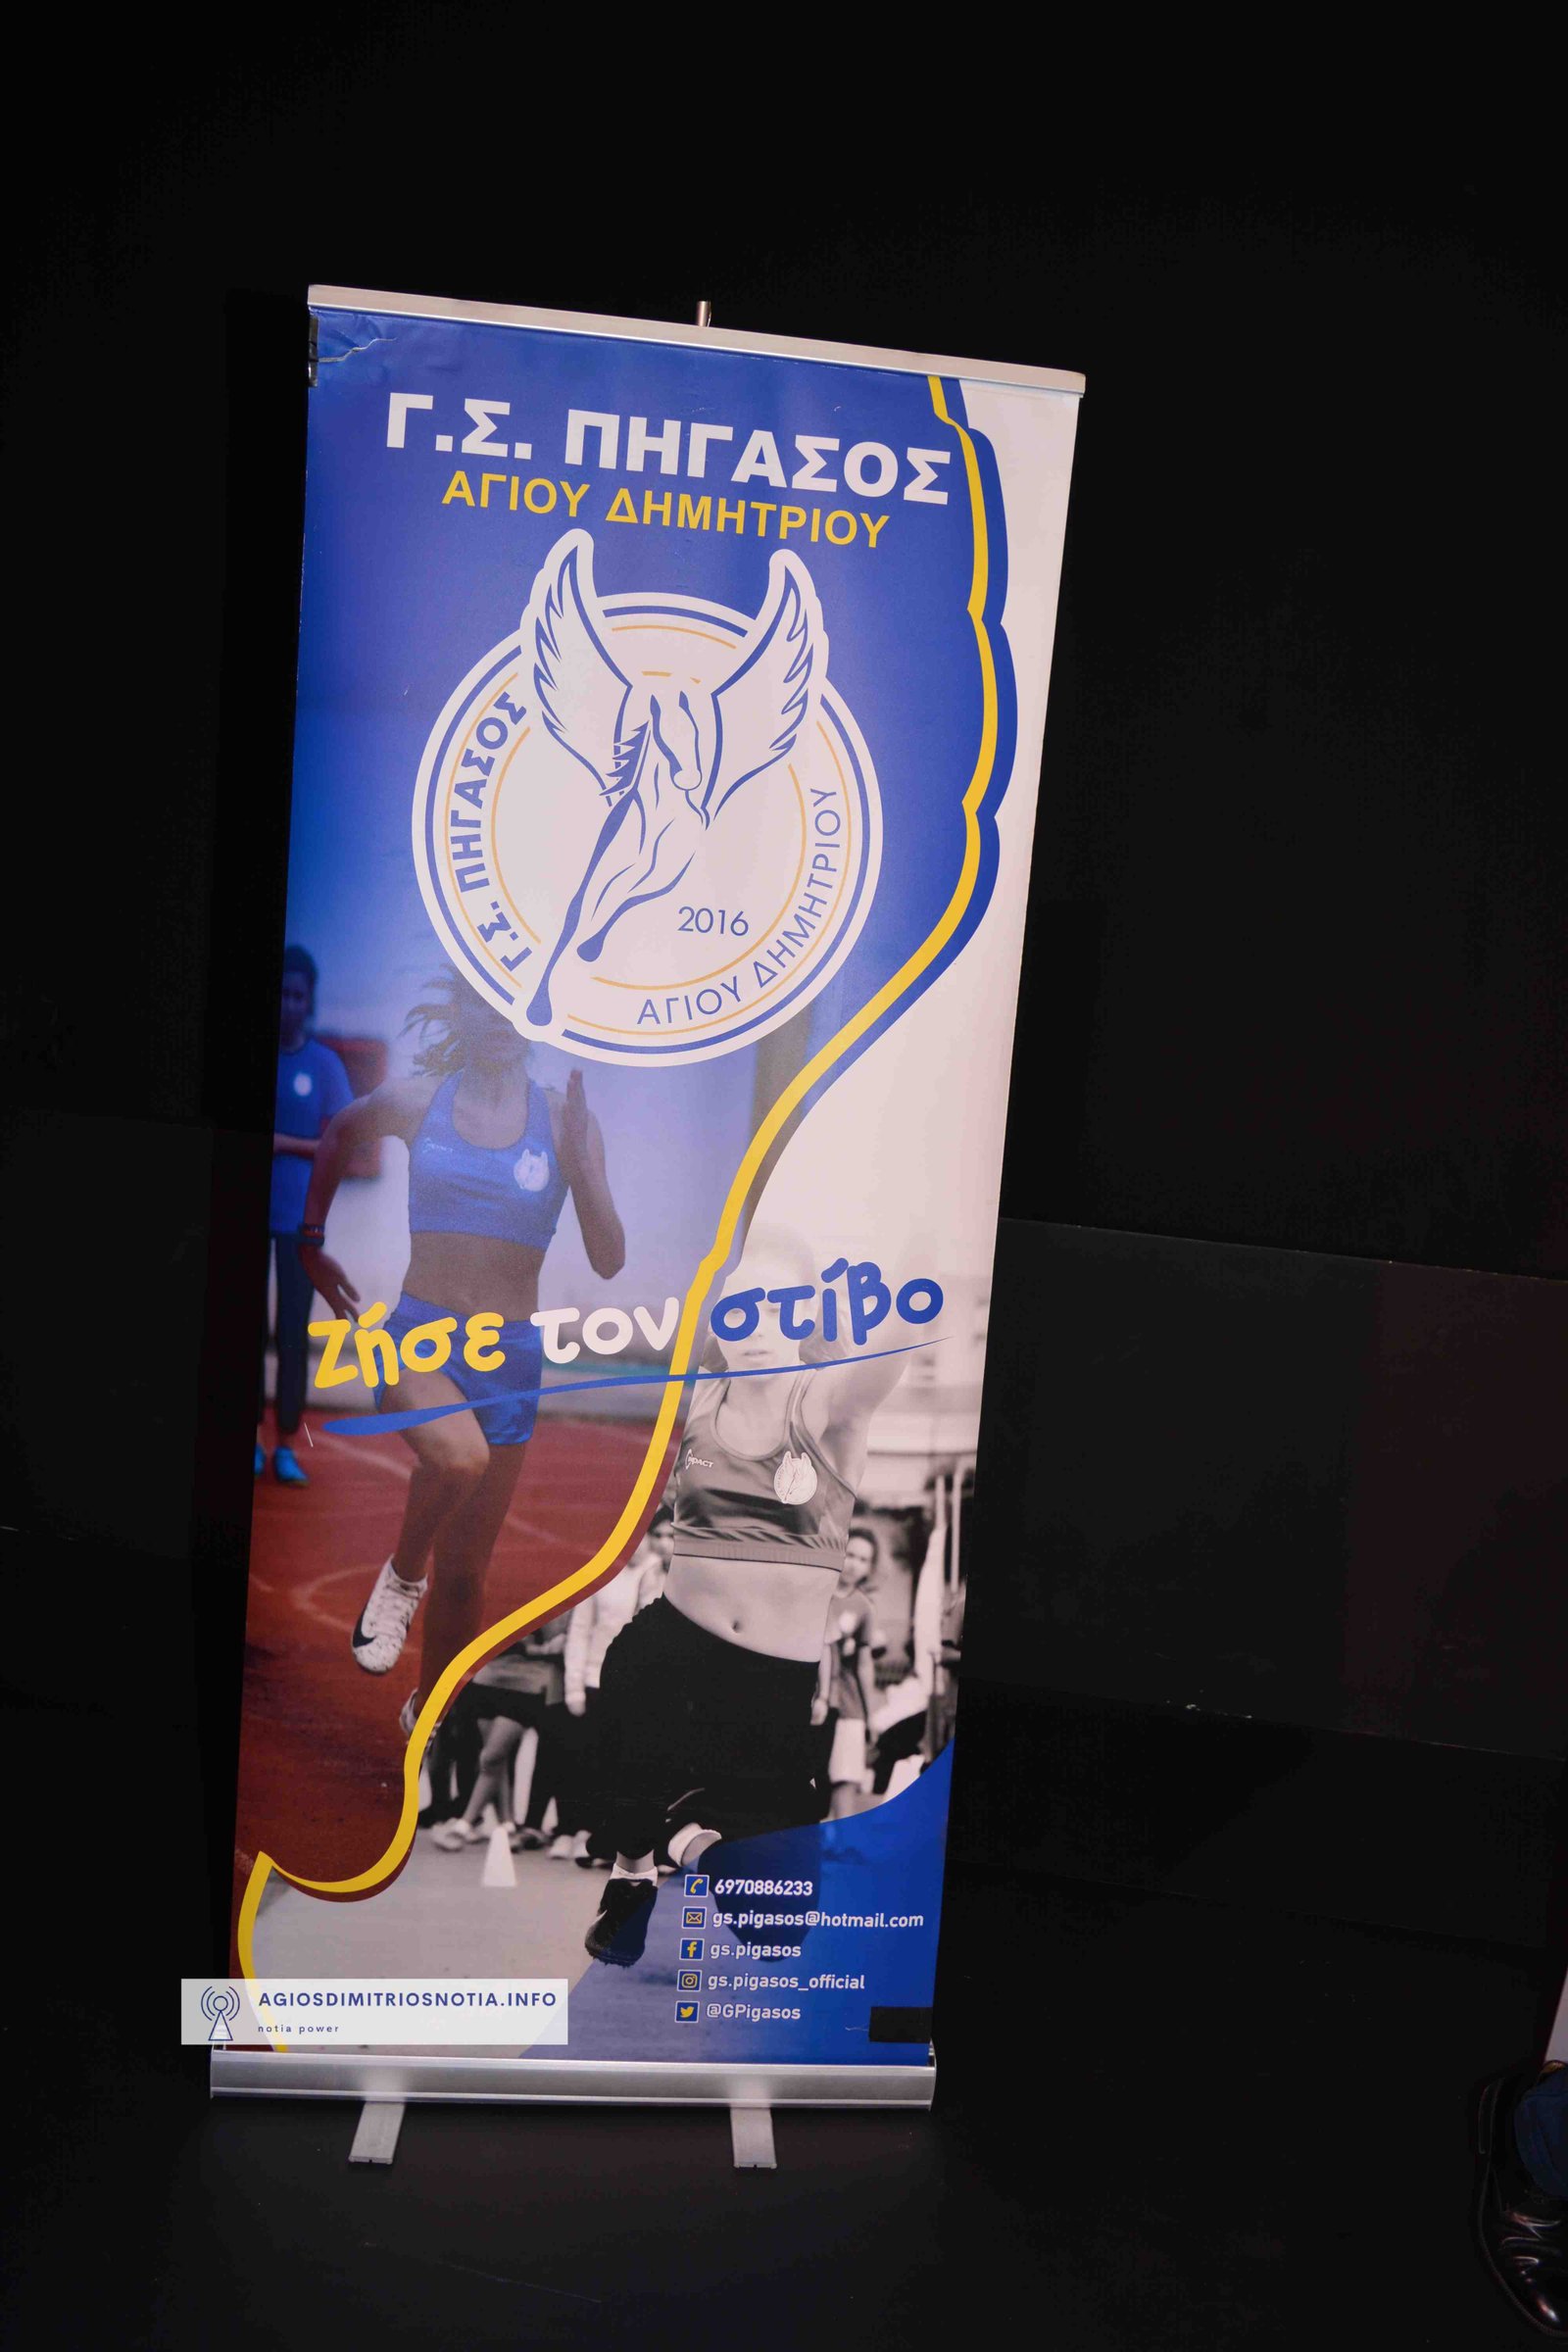 Γ.Σ. ΠΗΓΑΣΟΣ
ΑΓΙΟΥ ΔΗΜΗΤΡΙΟΥ
Γ.Σ. ΠΗΓΑΣΟΣ
2016
ΑΓΙΟΥ ΔΗΜΗΤΡΙΟΥ
Ζήσε τον στίβο
6970886233
gs.pigasos@hotmail.com
gs.pigasos
gs.pigasos_official
@GPigasos
AGIOSDIMITRIOSNOTIA.INFO
notia power